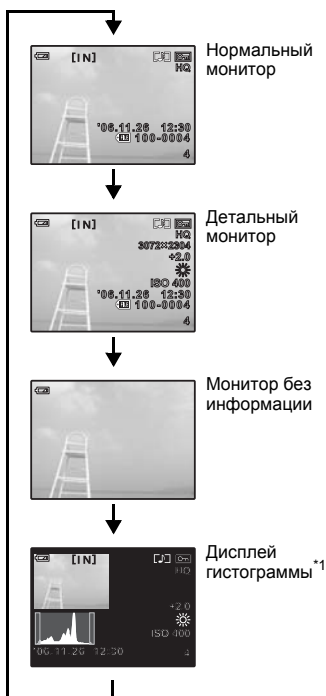 [IN]
HQ
Нормальный
монитор
'06.11.26 12:30
100-0004
4
[IN]
HQ
3072×2304
+2.0
ISO 400
'06.11.26 12:30
100-0004
4
Детальный
монитор
Монитор без
информации
[IN]
HQ
+2.0
ISO 400
'06.11.26 12:30
4
Дисплей
гистограммы*1